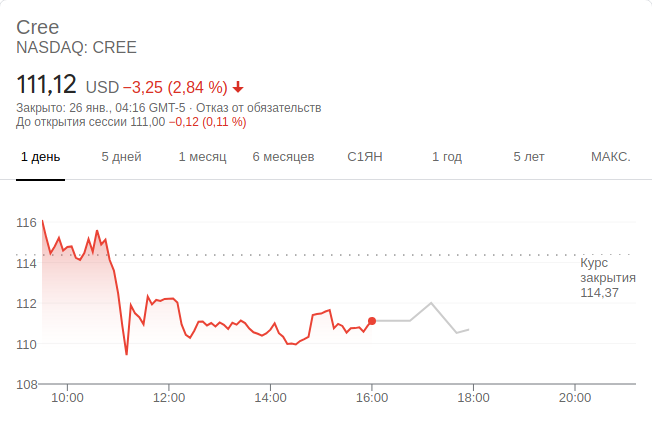 Cree
NASDAQ: CREE
111,12 USD −3,25 (2,84 %)
Закрыто: 26 янв., 04:16 GMT-5 · Отказ от обязательств
До открытия сессии 111,00 −0,12 (0,11 %)
1 день 5 дней 1 месяц 6 месяцев С1ЯН 1 год 5 лет МАКС.
116
114
Курс
закрытия
114,37
112
110
108
10:00 12:00 14:00 16:00 18:00 20:00